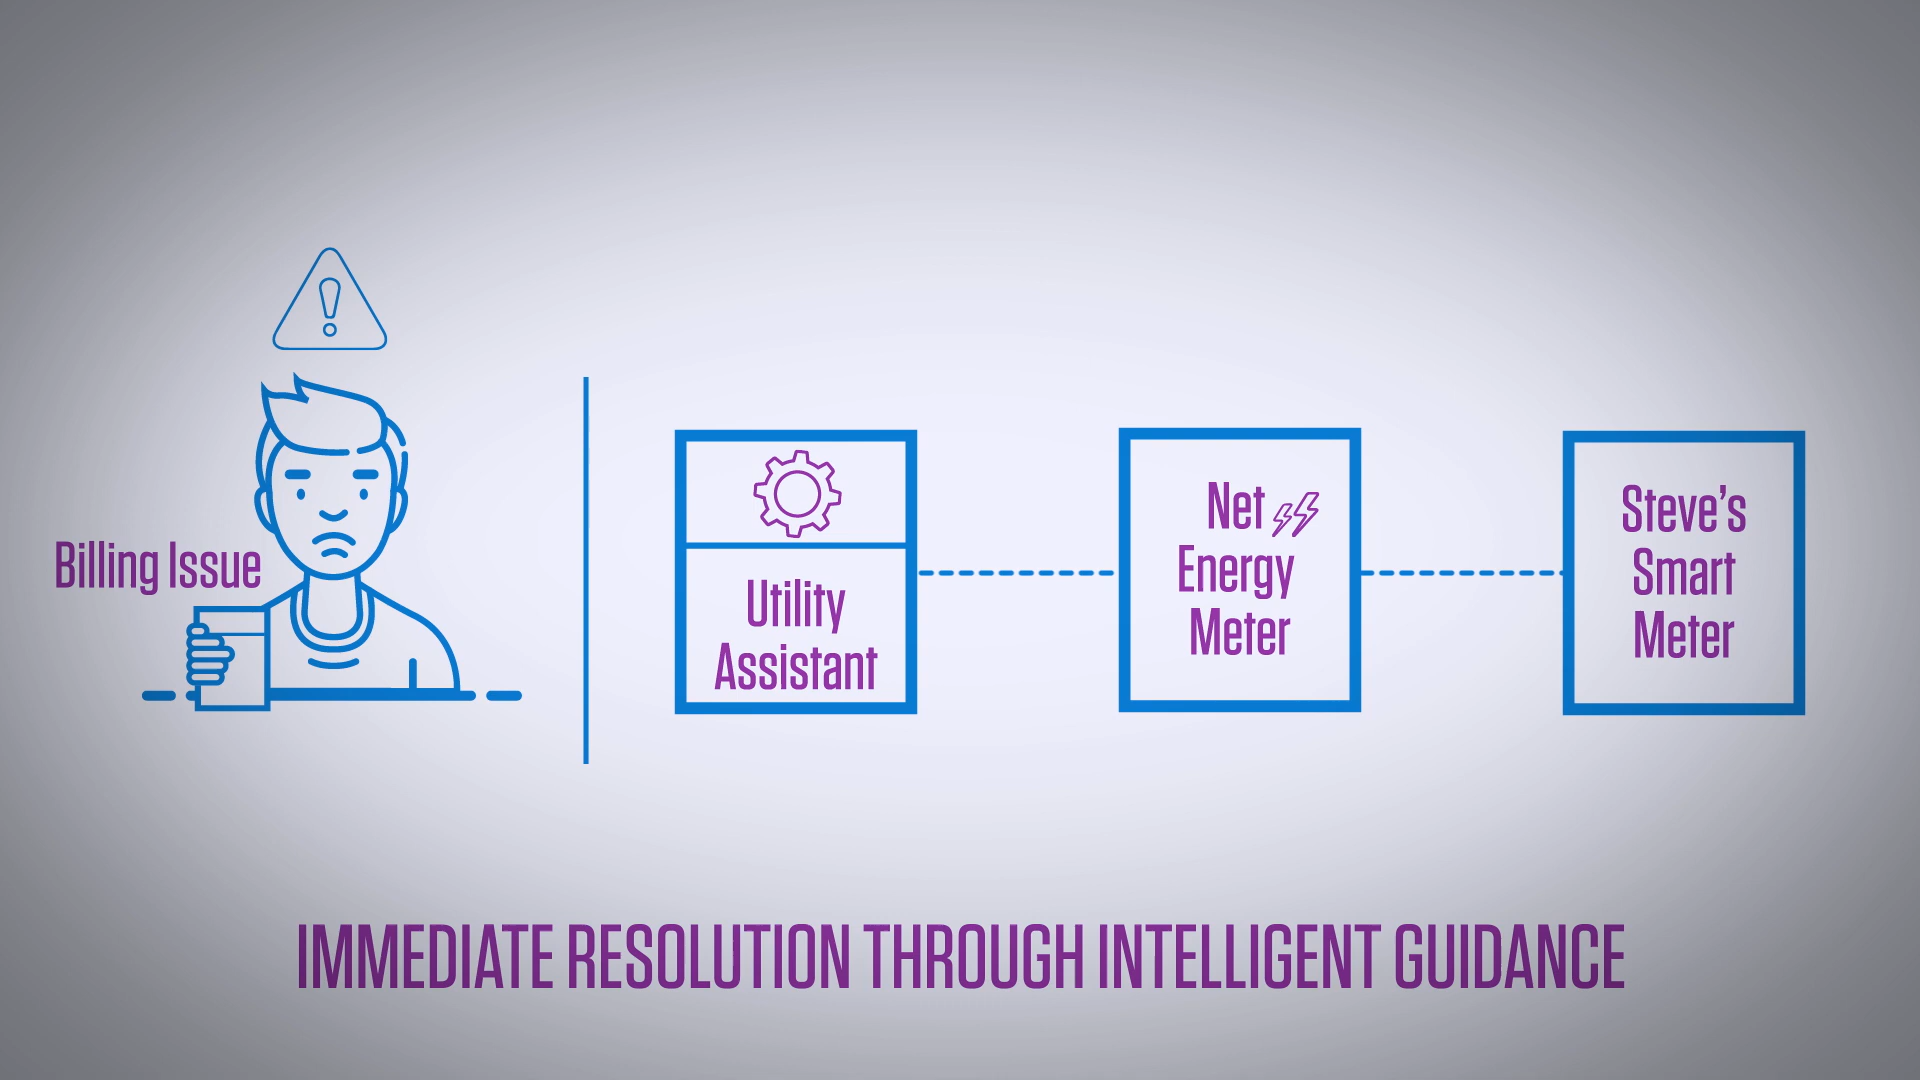 Billing Issue
Utility
Assistant
Net
Energy
Meter
Steve's
Smart
Meter
IMMEDIATE RESOLUTION THROUGH INTELLIGENT GUIDANCE